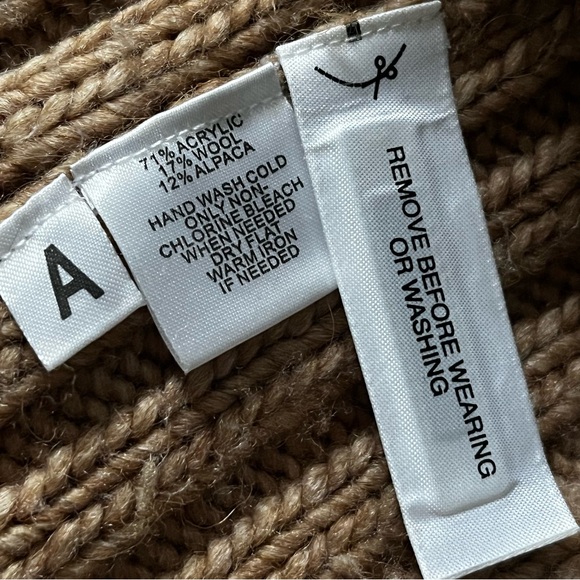 A
71% ACRYLIC
17% WOOL
12% ALPACA
HAND WASH COLD
ONLY NON-
CHLORINE BLEACH
WHEN NEEDED
DRY FLAT
WARM IRON
IF NEEDED
REMOVE BEFORE WEARING
OR WASHING